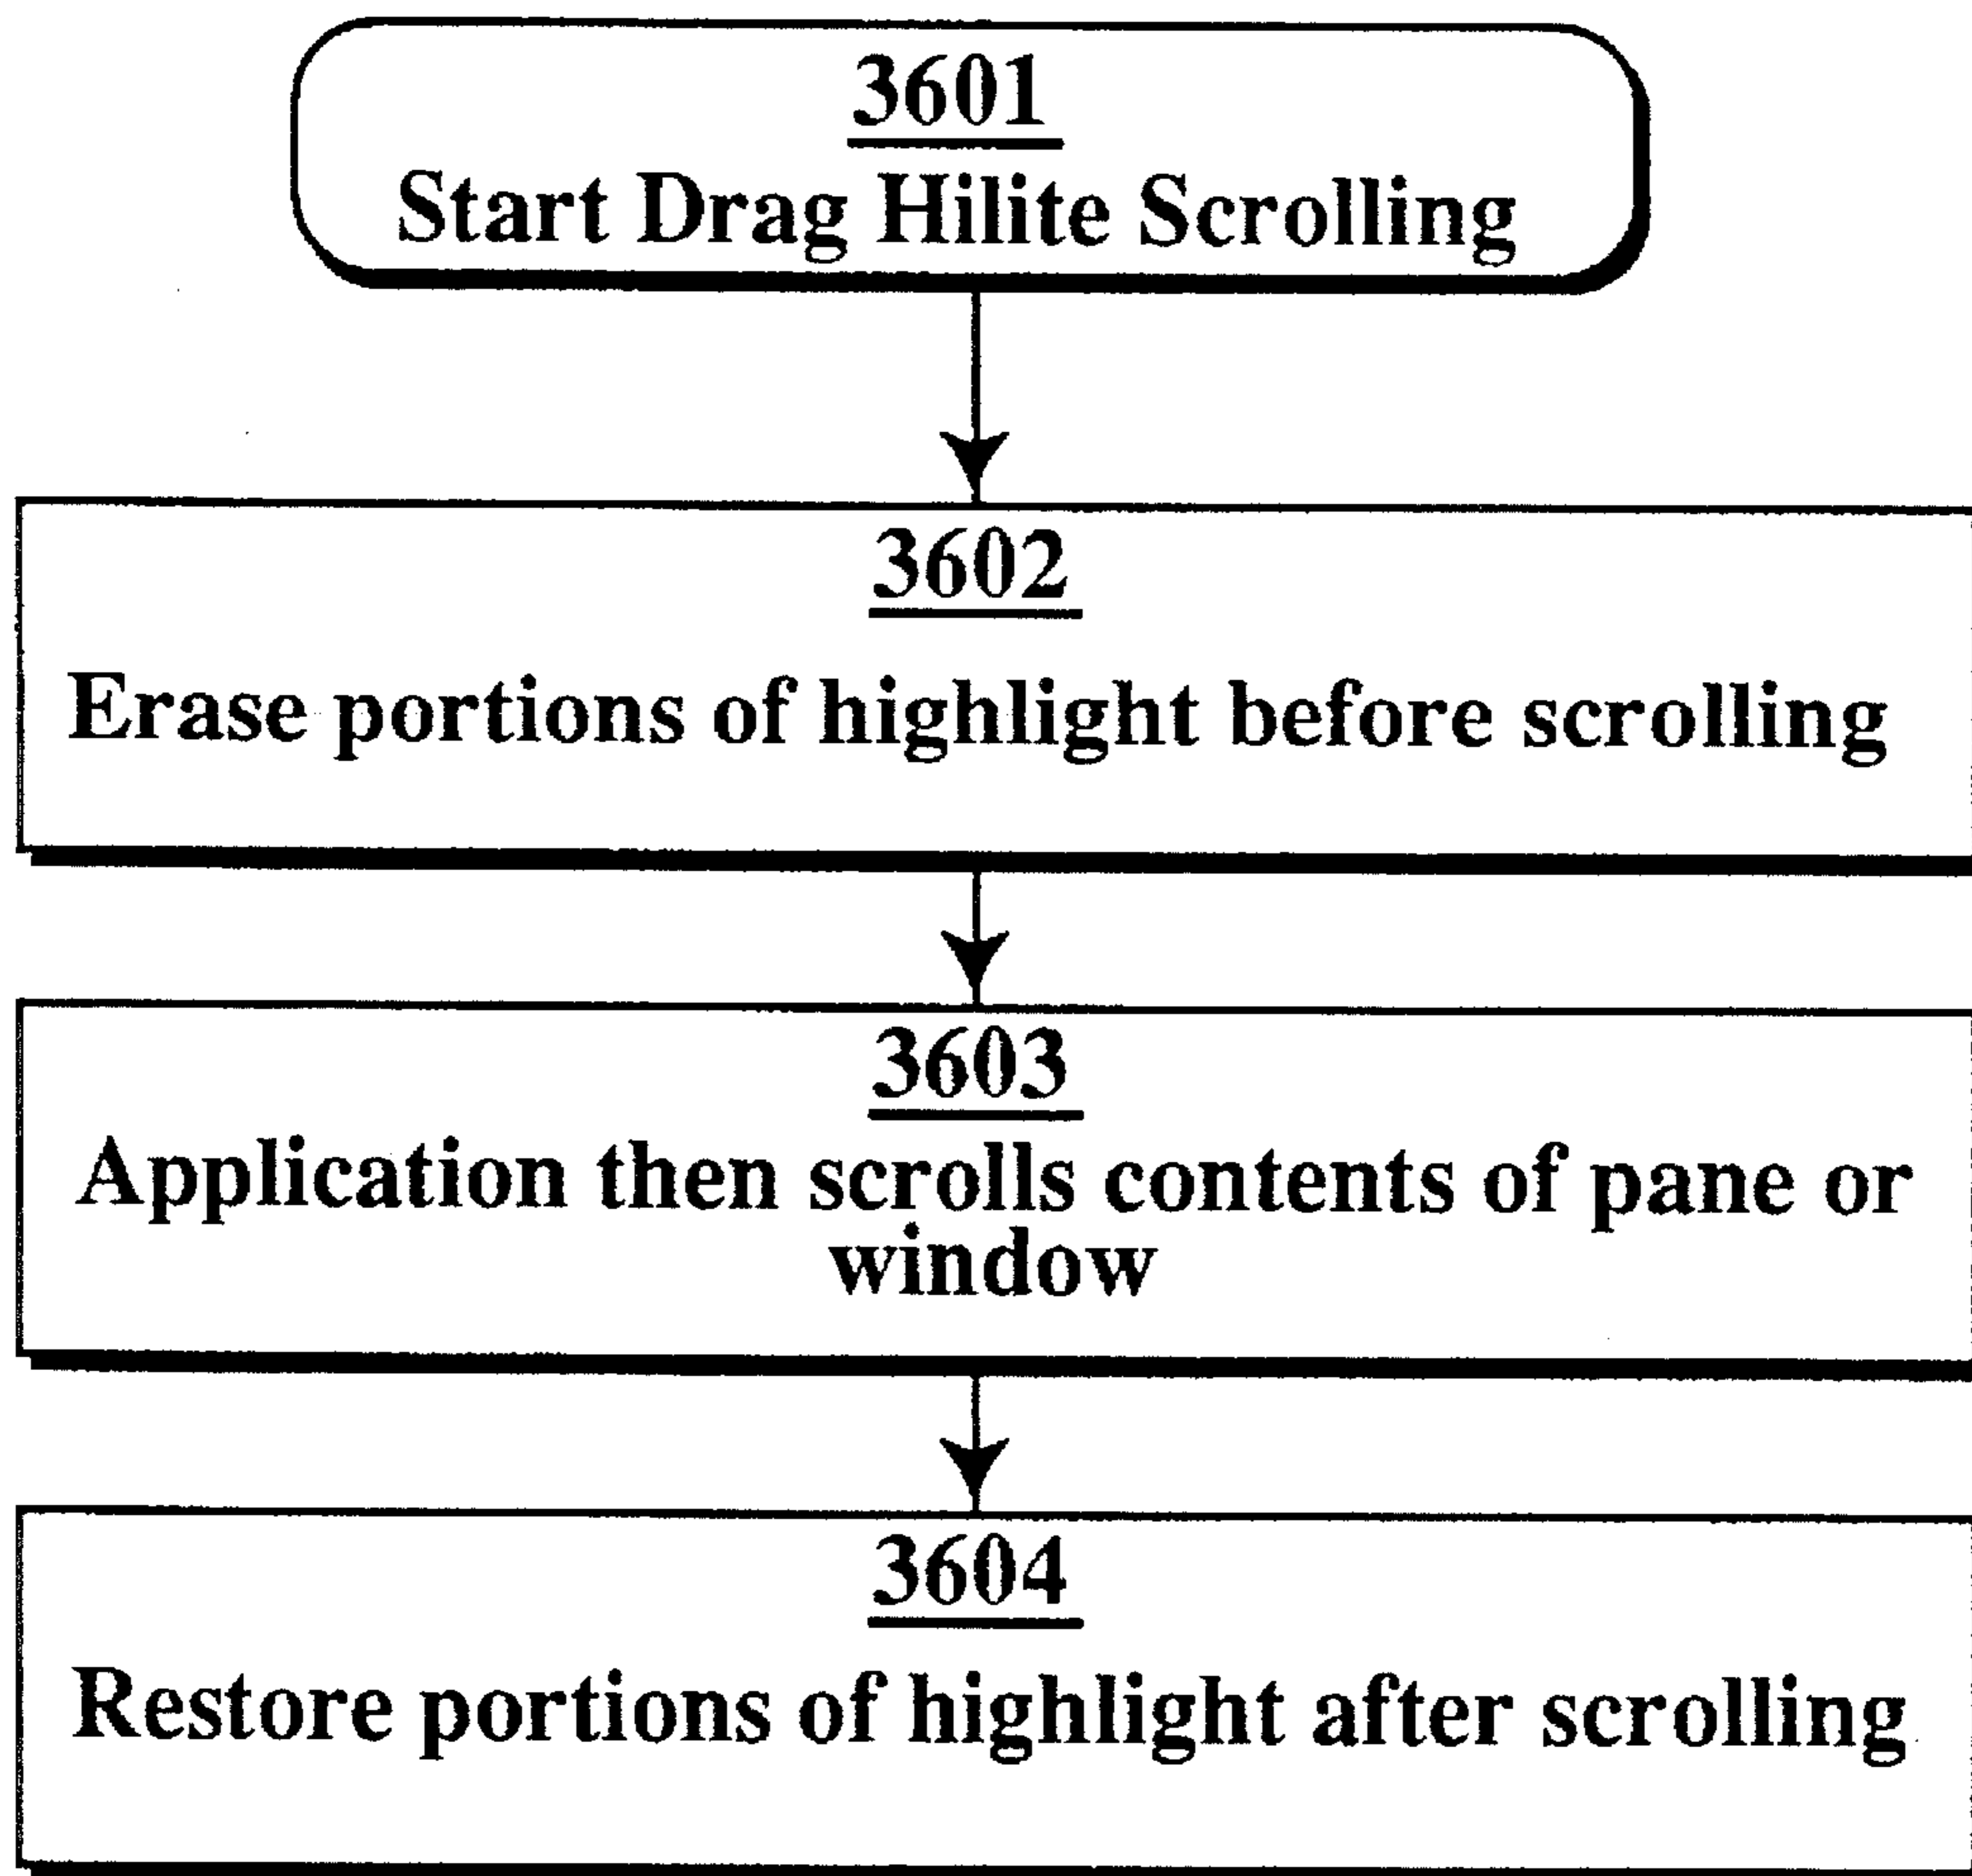 3601
Start Drag Hilite Scrolling
3602
Erase portions of highlight before scrolling
3603
Application then scrolls contents of pane or
window
3604
Restore portions of highlight after scrolling